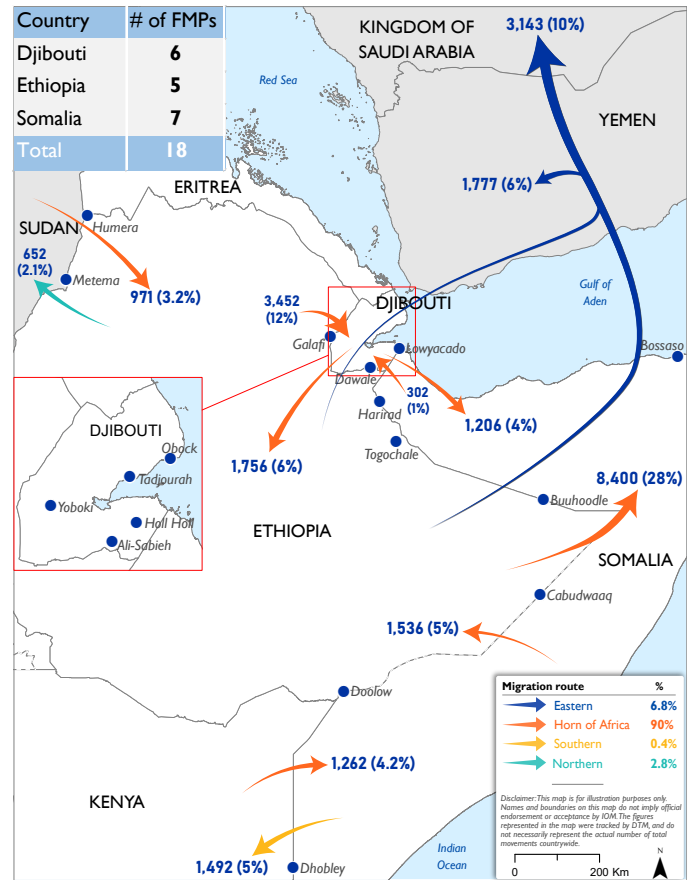 Country # of FMPs
Djibouti 6
Ethiopia 5
Somalia 7
Total 18
KINGDOM OF
SAUDI ARABIA
3,143 (10%)
Red Sea
YEMEN
1,777 (6%)
ERITREA
SUDAN
Humera
652
(2.1%)
Metema
971 (3.2%)
3,452
(12%)
DJIBOUTI
Gulf of
Aden
Galafi
Lowyacado
Bossaso
Dawale
302
(1%)
Harirad
1,206 (4%)
Togochale
1,756 (6%)
DJIBOUTI
Obock
Tadjourah
Yoboki
Holl Holl
Ali-Sabieh
8,400 (28%)
Buuhoodle
ETHIOPIA
SOMALIA
Cabudwaaq
1,536 (5%)
Doolow
1,262 (4.2%)
KENYA
1,492 (5%)
Dhobley
Indian
Ocean
Migration route %
Eastern 6.8%
Horn of Africa 90%
Southern 0.4%
Northern 2.8%
Disclaimer: This map is for illustration purposes only.
Names and boundaries on this map do not imply official
endorsement or acceptance by IOM. The figures
represented in the map were tracked by DTM, and do
not necessarily represent the actual number of total
movements countrywide.
N
0 200 Km